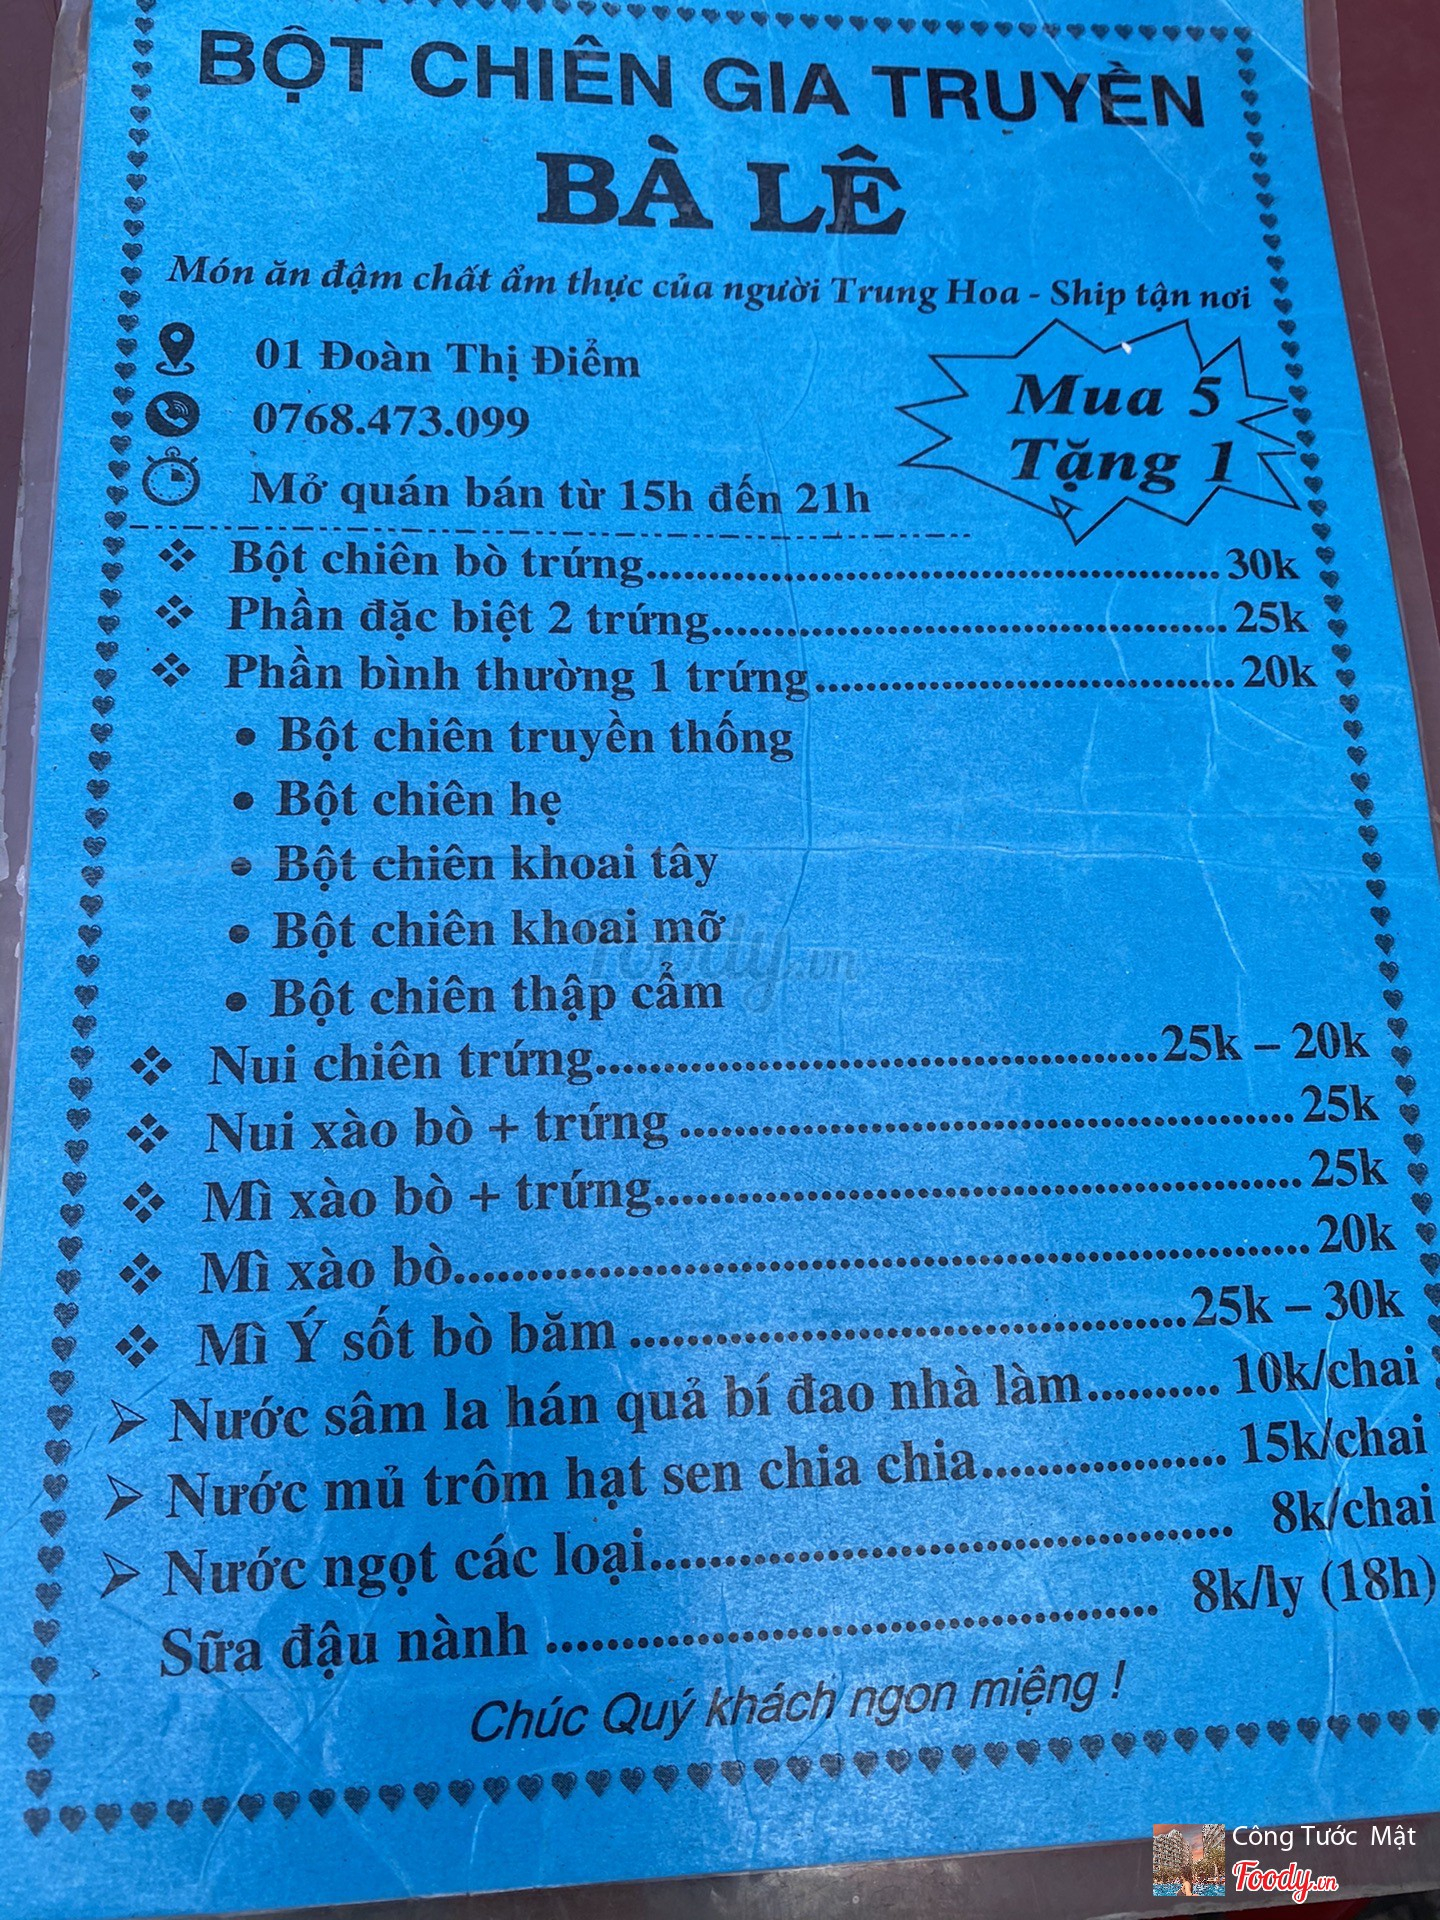 BỘT CHIÊN GIA TRUYỀN
BÀ LÊ
Món ăn đậm chất ẩm thực của người Trung Hoa - Ship tận nơi
01 Đoàn Thị Điểm
0768.473.099
Mở quán bán từ 15h đến 21h
Mua 5
Tặng 1
Bột chiên bò trứng 30k
Phần đặc biệt 2 trứng 25k
Phần bình thường 1 trứng 20k
Bột chiên truyền thống
Bột chiên hẹ
Bột chiên khoai tây
Bột chiên khoai mỡ
Bột chiên thập cẩm
Foody.vn
Nui chiên trứng 25k – 20k
Nui xào bò + trứng 25k
Mì xào bò + trứng 25k
Mì xào bò 20k
Mì Ý sốt bò băm 25k – 30k
Nước sâm la hán quả bí đao nhà làm 10k/chai
Nước mủ trôm hạt sen chia chia 15k/chai
Nước ngọt các loại 8k/chai
Sữa đậu nành 8k/ly (18h)
Chúc Quý khách ngon miệng !
Công Tước Mật
Foody.vn